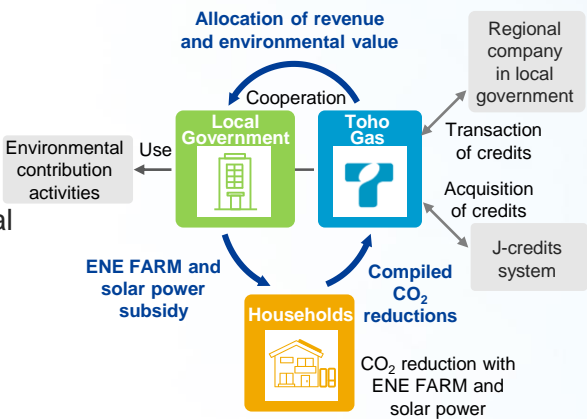 Allocation of revenue
and environmental value
Regional
company
in local
government
Cooperation
Local
Government
Toho
Gas
Transaction
of credits
Use
Environmental
contribution
activities
Acquisition
of credits
al
J-credits
system
ENE FARM and
solar power
subsidy
Compiled
CO₂
reductions
Households
CO₂ reduction with
ENE FARM and
solar power